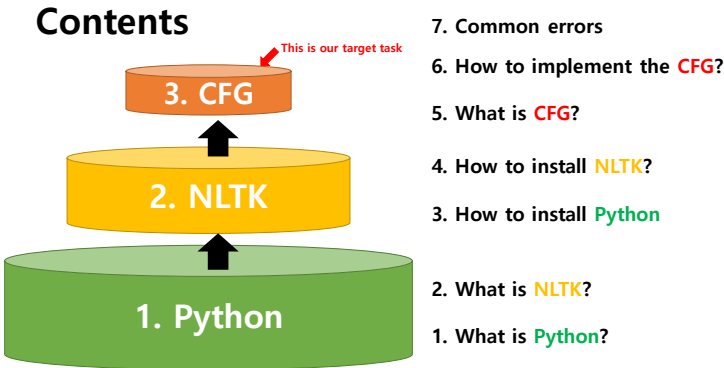 Contents
This is our target task
3. CFG
2. NLTK
1. Python
7. Common errors
6. How to implement the CFG?
5. What is CFG?
4. How to install NLTK?
3. How to install Python
2. What is NLTK?
1. What is Python?